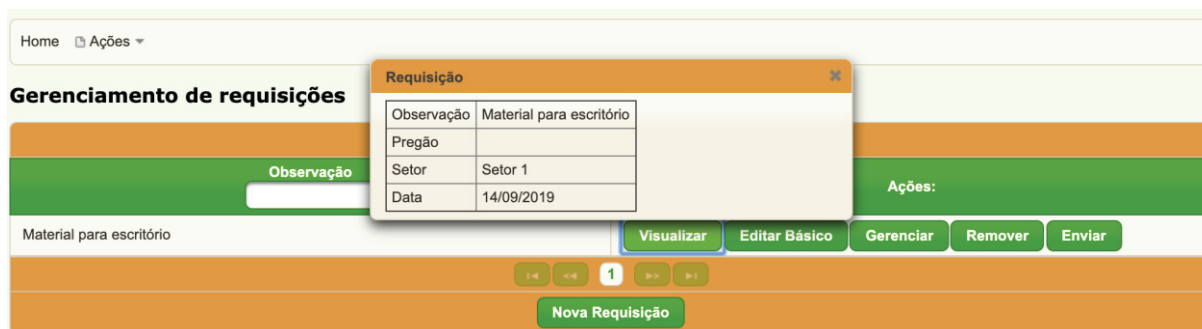 Home Ações
Gerenciamento de requisições
Requisição
Observação Material para escritório
Pregão
Setor Setor 1
Data 14/09/2019
Observação Ações:
Material para escritório Visualizar Editar Básico Gerenciar Remover Enviar
1
Nova Requisição